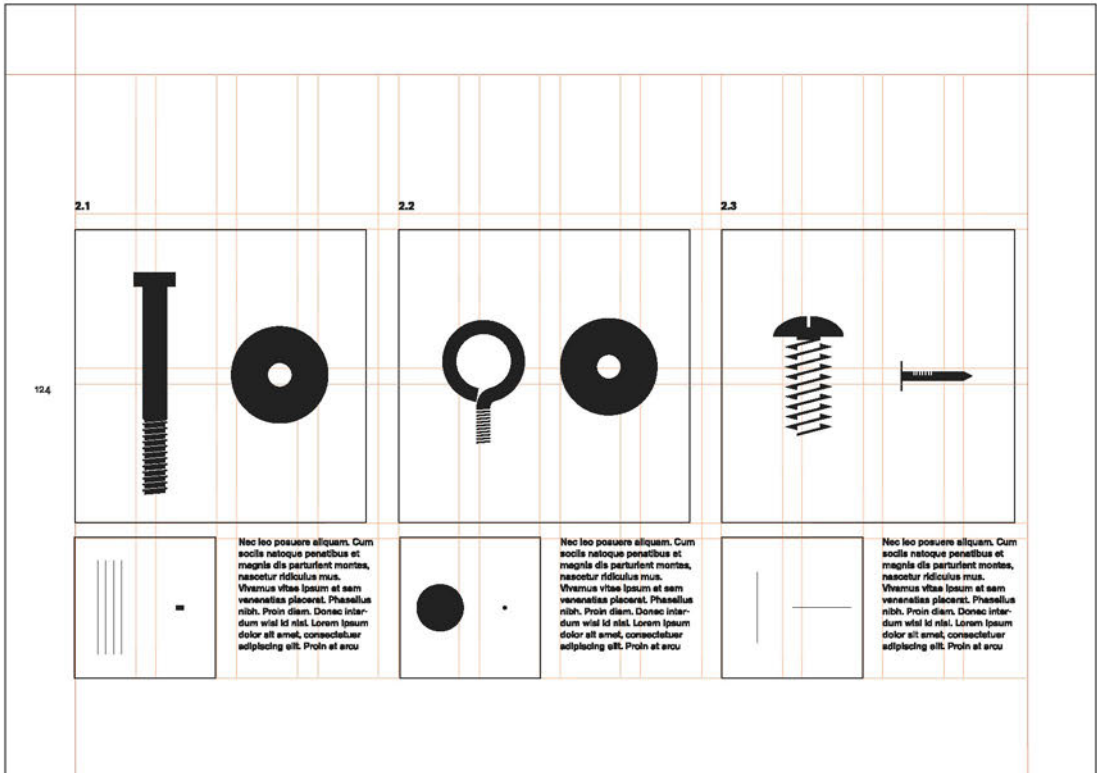 2.1
2.2
2.3
124
Nec leo posuere aliquam. Cum
sociis natoque penatibus et
magnis dis parturient montes,
nascetur ridiculus mus.
Vivamus vitae ipsum at sem
venenatias placerat. Phasellus
nibh. Proin diam. Donec inter-
dum wisi id nisl. Lorem ipsum
dolor sit amet, consectetuer
adipiscing elit. Proin at arcu
Nec leo posuere aliquam. Cum
sociis natoque penatibus et
magnis dis parturient montes,
nascetur ridiculus mus.
Vivamus vitae ipsum at sem
venenatias placerat. Phasellus
nibh. Proin diam. Donec inter-
dum wisi id nisl. Lorem ipsum
dolor sit amet, consectetuer
adipiscing elit. Proin at arcu
Nec leo posuere aliquam. Cum
sociis natoque penatibus et
magnis dis parturient montes,
nascetur ridiculus mus.
Vivamus vitae ipsum at sem
venenatias placerat. Phasellus
nibh. Proin diam. Donec inter-
dum wisi id nisl. Lorem ipsum
dolor sit amet, consectetuer
adipiscing elit. Proin at arcu